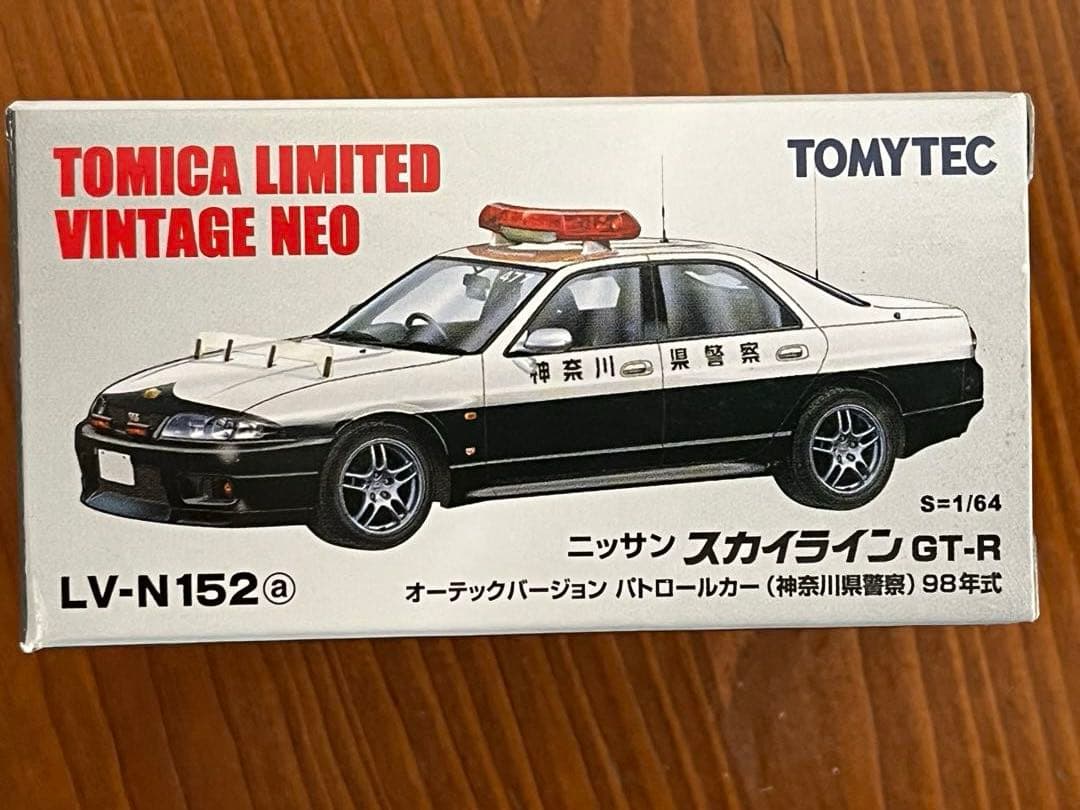 TOMICA LIMITED
VINTAGE NEO
TOMYTEC
47
神奈川県警察
S=1/64
ニッサン スカイライン GT-R
オーテックバージョン パトロールカー(神奈川県警察)98年式
LV-N152ⓐ